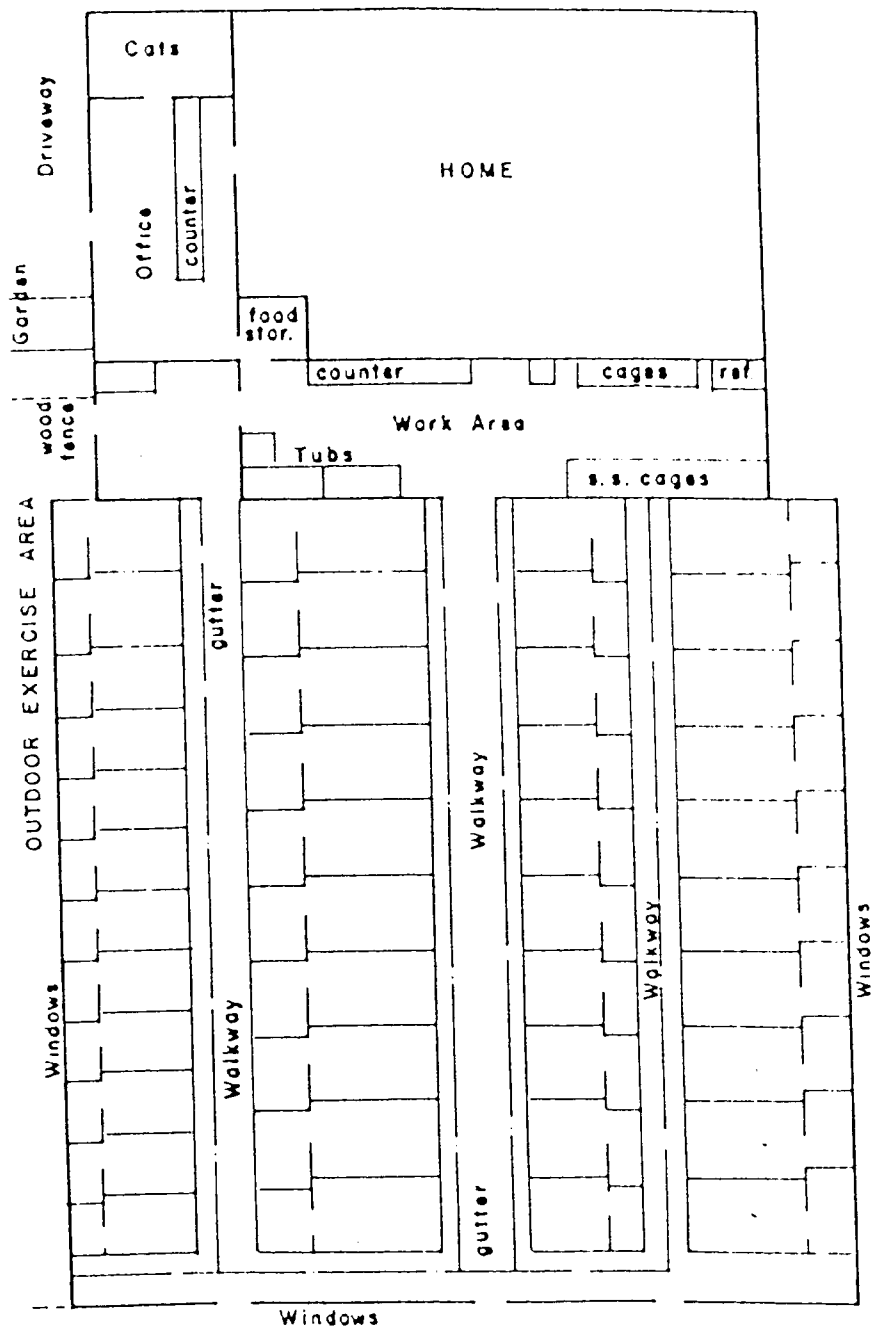 Cats
Driveway
HOME
counter
Office
Garden
food
stor.
counter
cages
ref.
wood
fence
Work Area
Tubs
s. s. cages
OUTDOOR EXERCISE AREA
gutter
Walkway
Walkway
Windows
Windows
Walkway
gutter
Windows